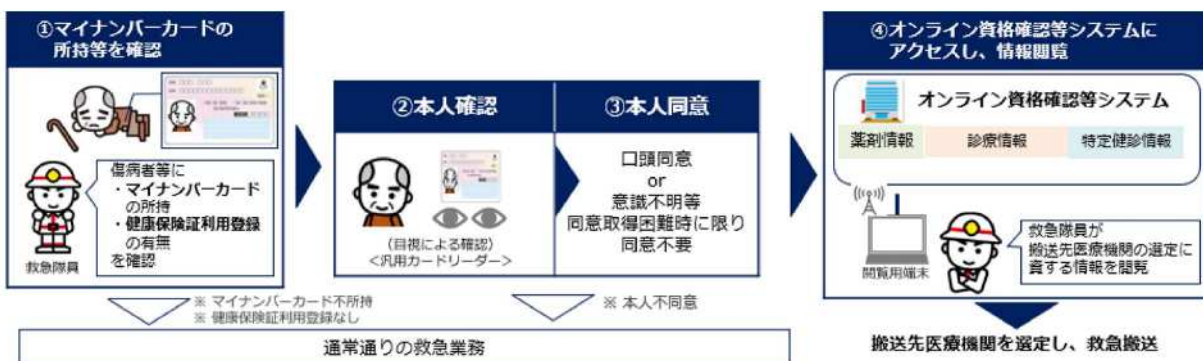 ①マイナンバーカードの
所持等を確認
傷病者等に
・マイナンバーカード
の所持
・健康保険証利用登録
の有無
を確認
救急隊員
②本人確認
(目視による確認)
<汎用カードリーダー>
③本人同意
口頭同意
or
意識不明等
同意取得困難時に限り
同意不要
④オンライン資格確認等システムに
アクセスし、情報閲覧
オンライン資格確認等システム
薬剤情報
診療情報
特定健診情報
閲覧用端末
救急隊員が
搬送先医療機関の選定に
資する情報を閲覧
※ マイナンバーカード不所持
※ 健康保険証利用登録なし
※ 本人不同意
通常通りの救急業務
搬送先医療機関を選定し、救急搬送